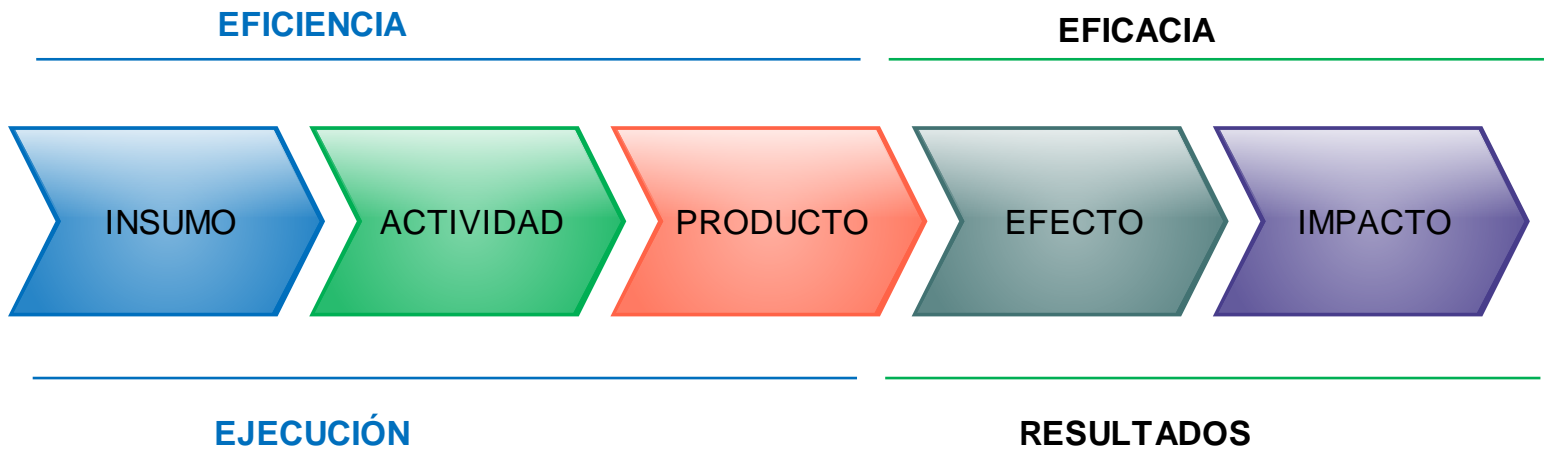 EFICIENCIA
EFICACIA
INSUMO
ACTIVIDAD
PRODUCTO
EFECTO
IMPACTO
EJECUCIÓN
RESULTADOS